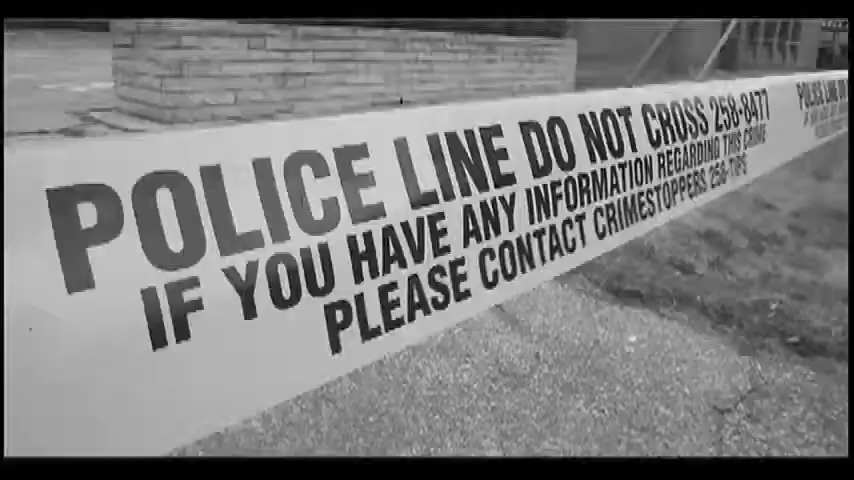 POLICE LINE DO NOT CROSS 258-8477
IF YOU HAVE ANY INFORMATION REGARDING THIS CRIME
PLEASE CONTACT CRIMESTOPPERS 258-TIPS
POLICE LINE